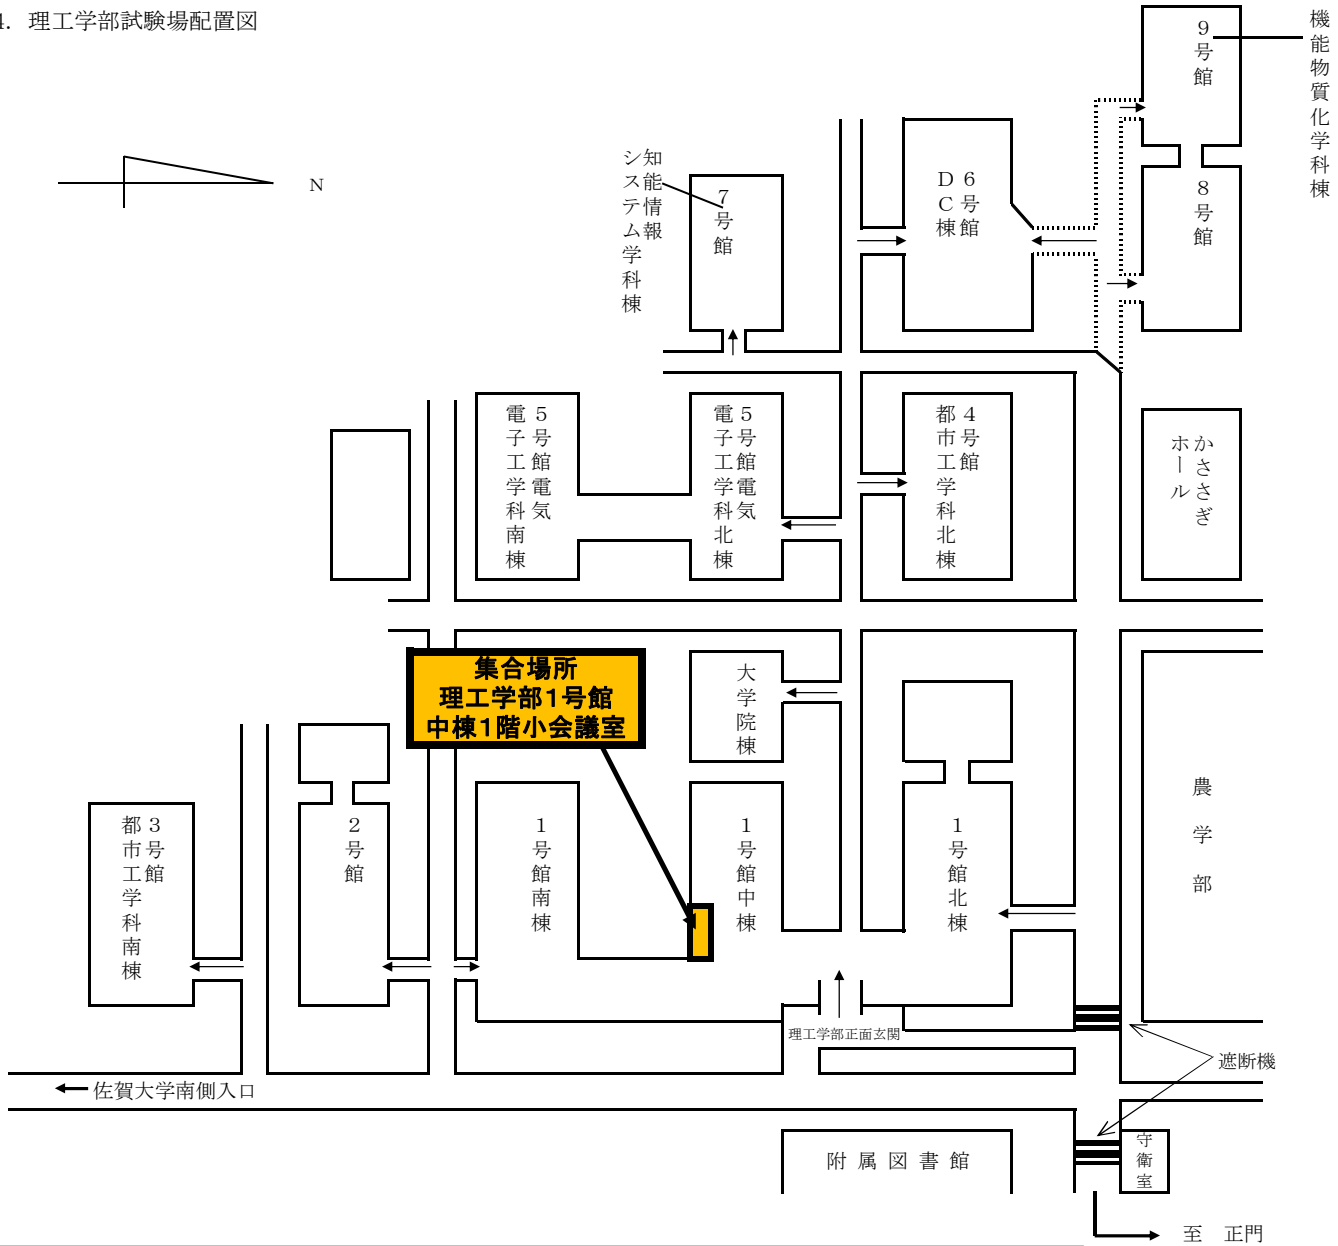 4. 理工学部試験場配置図
N
機能物質化学科棟
9号館
8号館
6号館
DC棟
知能情報
システム学科棟
7号館
5号館電気
電子工学科南棟
5号館電気
電子工学科北棟
4号館
都市工学科北棟
かささぎ
ホール
集合場所
理工学部1号館
中棟1階小会議室
大学院棟
農学部
3号館
都市工学科南棟
2号館
1号館南棟
1号館中棟
1号館北棟
理工学部正面玄関
遮断機
佐賀大学南側入口
附属図書館
守衛室
至 正門